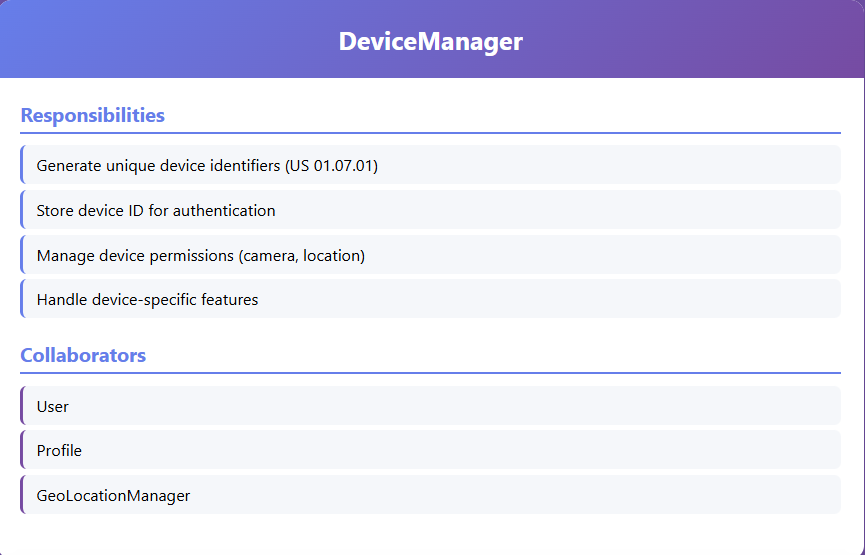 DeviceManager
Responsibilities
Generate unique device identifiers (US 01.07.01)
Store device ID for authentication
Manage device permissions (camera, location)
Handle device-specific features
Collaborators
User
Profile
GeoLocationManager